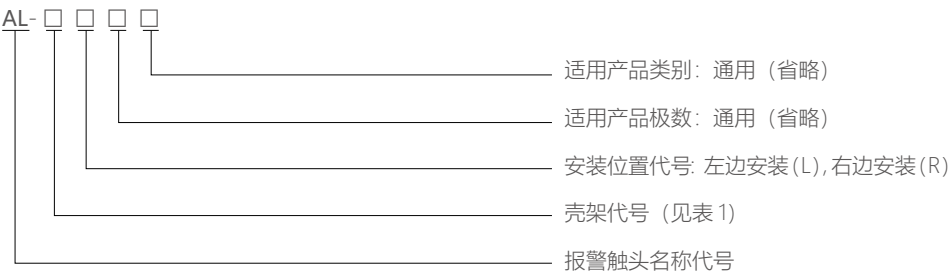 AL-□ □ □ □
适用产品类别：通用（省略）
适用产品极数：通用（省略）
安装位置代号：左边安装(L)，右边安装(R)
壳架代号（见表1）
报警触头名称代号